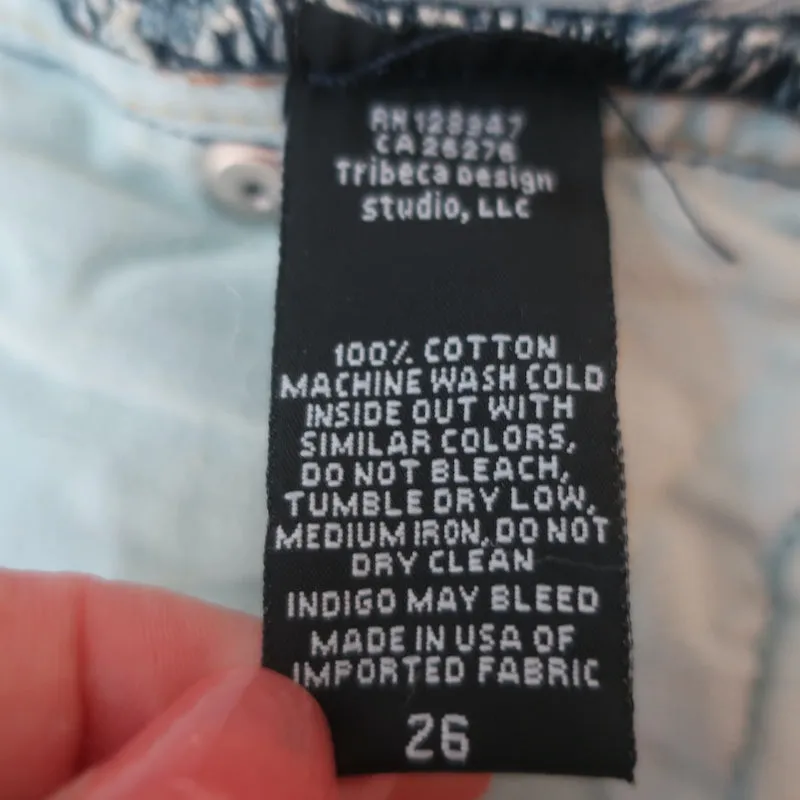 RN 128947
CA 26276
Tribeca Design
Studio, LLC
100% COTTON
MACHINE WASH COLD
INSIDE OUT WITH
SIMILAR COLORS,
DO NOT BLEACH,
TUMBLE DRY LOW,
MEDIUM IRON, DO NOT
DRY CLEAN
INDIGO MAY BLEED
MADE IN USA OF
IMPORTED FABRIC
26